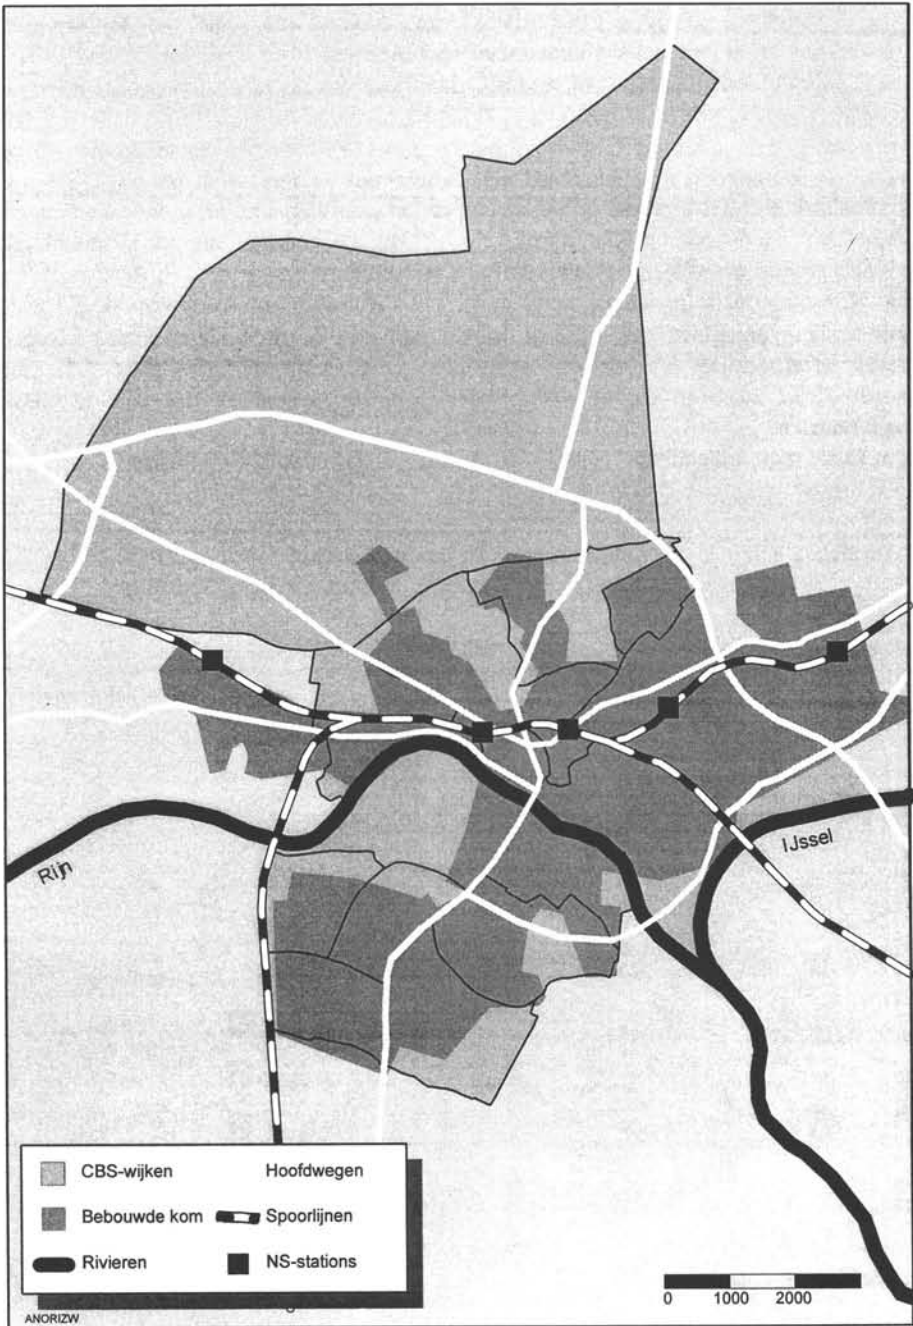 Rijn
IJssel
CBS-wijken
Hoofdwegen
Bebouwde kom
Spoorlijnen
Rivieren
NS-stations
0 1000 2000
ANORIZW